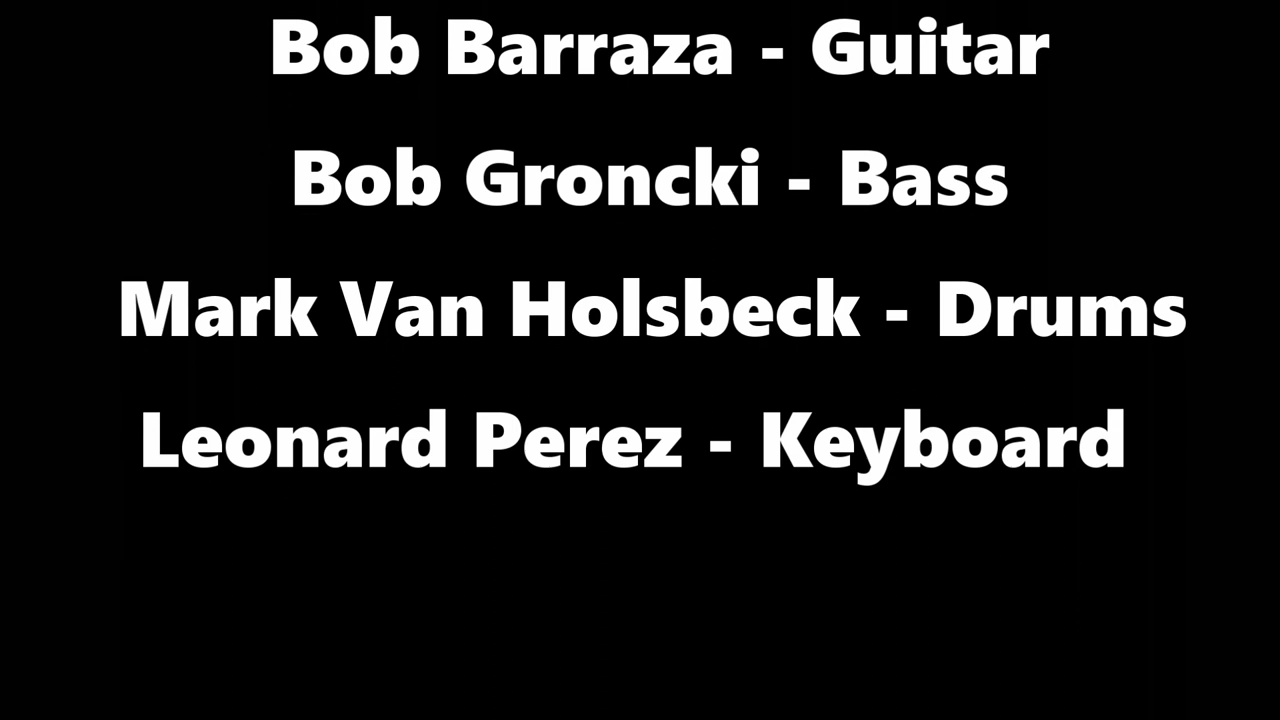 Bob Barraza - Guitar
Bob Groncki - Bass
Mark Van Holsbeck - Drums
Leonard Perez - Keyboard